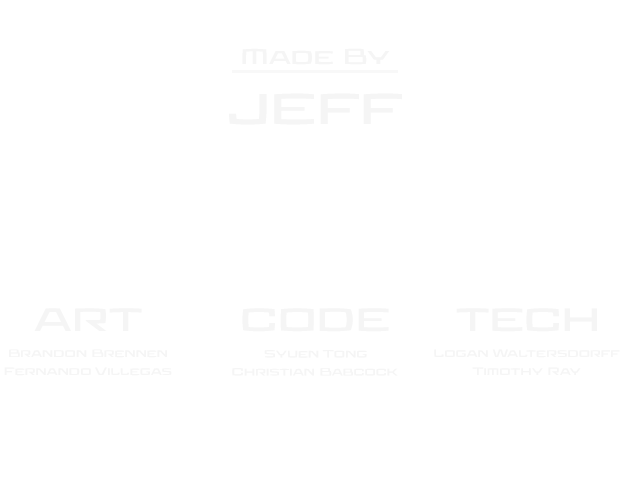 Made By
JEFF
ART
CODE
TECH
Brandon Brennen
Fernando Villegas
Syuen Tong
Christian Babcock
Logan Waltersdorff
Timothy Ray